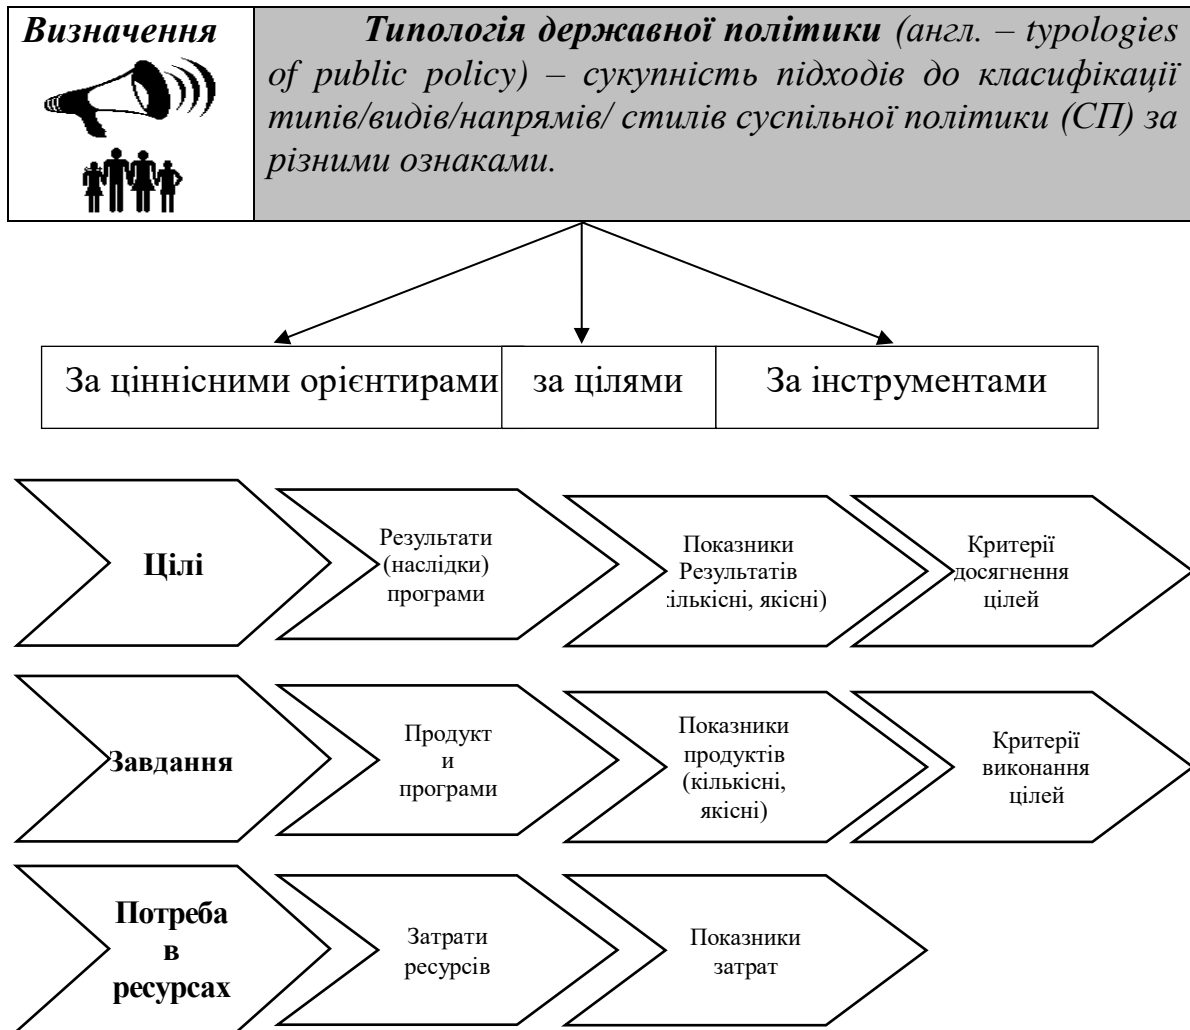 Визначення
Типологія державної політики (англ. – typologies
of public policy) – сукупність підходів до класифікації
типів/видів/напрямів/ стилів суспільної політики (СП) за
різними ознаками.
За ціннісними орієнтирами
за цілями
За інструментами
Цілі
Результати
(наслідки)
програми
Показники
Результатів
ількісні, якісні)
Критерії
досягнення
цілей
Завдання
Продукт
и
програми
Показники
продуктів
(кількісні,
якісні)
Критерії
виконання
цілей
Потреба
в
ресурсах
Затрати
ресурсів
Показники
затрат